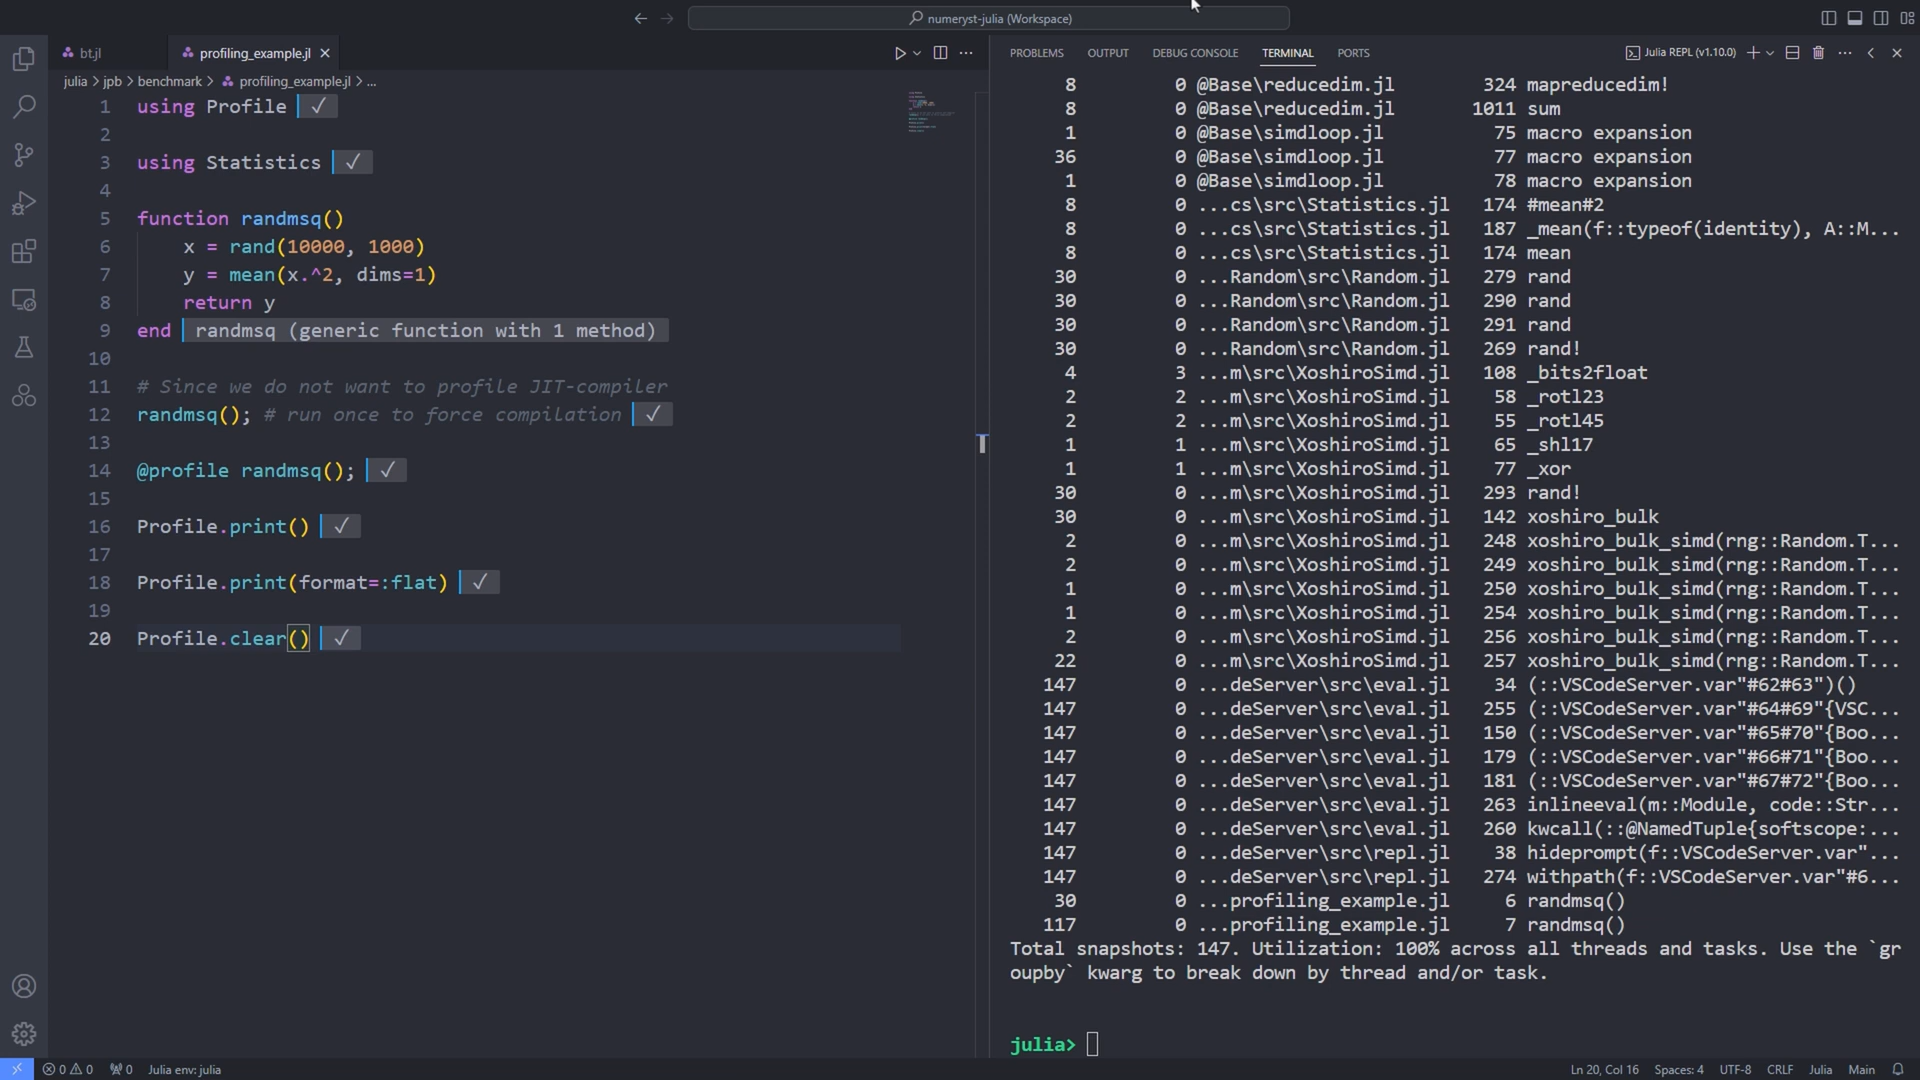 numeryst-julia (Workspace)
bt.jl
profiling_example.jl
julia > jpb > benchmark > profiling_example.jl > ...
1 using Profile ✓
2
3 using Statistics ✓
4
5 function randmsq()
6 x = rand(10000, 1000)
7 y = mean(x.^2, dims=1)
8 return y
9 end randmsq (generic function with 1 method)
10
11 # Since we do not want to profile JIT-compiler
12 randmsq(); # run once to force compilation ✓
13
14 @profile randmsq(); ✓
15
16 Profile.print() ✓
17
18 Profile.print(format=:flat) ✓
19
20 Profile.clear() ✓
PROBLEMS OUTPUT DEBUG CONSOLE TERMINAL PORTS
Julia REPL (v1.10.0)
8 0 @Base\reducedim.jl 324 mapreducedim!
8 0 @Base\reducedim.jl 1011 sum
1 0 @Base\simdloop.jl 75 macro expansion
36 0 @Base\simdloop.jl 77 macro expansion
1 0 @Base\simdloop.jl 78 macro expansion
8 0 ...cs\src\Statistics.jl 174 #mean#2
8 0 ...cs\src\Statistics.jl 187 _mean(f::typeof(identity), A::M...
8 0 ...cs\src\Statistics.jl 174 mean
30 0 ...Random\src\Random.jl 279 rand
30 0 ...Random\src\Random.jl 290 rand
30 0 ...Random\src\Random.jl 291 rand
30 0 ...Random\src\Random.jl 269 rand!
4 3 ...m\src\XoshiroSimd.jl 108 _bits2float
2 2 ...m\src\XoshiroSimd.jl 58 _rotl23
2 2 ...m\src\XoshiroSimd.jl 55 _rotl45
1 1 ...m\src\XoshiroSimd.jl 65 _shl17
1 1 ...m\src\XoshiroSimd.jl 77 _xor
30 0 ...m\src\XoshiroSimd.jl 293 rand!
30 0 ...m\src\XoshiroSimd.jl 142 xoshiro_bulk
2 0 ...m\src\XoshiroSimd.jl 248 xoshiro_bulk_simd(rng::Random.T...
2 0 ...m\src\XoshiroSimd.jl 249 xoshiro_bulk_simd(rng::Random.T...
1 0 ...m\src\XoshiroSimd.jl 250 xoshiro_bulk_simd(rng::Random.T...
1 0 ...m\src\XoshiroSimd.jl 254 xoshiro_bulk_simd(rng::Random.T...
2 0 ...m\src\XoshiroSimd.jl 256 xoshiro_bulk_simd(rng::Random.T...
22 0 ...m\src\XoshiroSimd.jl 257 xoshiro_bulk_simd(rng::Random.T...
147 0 ...deServer\src\eval.jl 34 (::VSCodeServer.var"#62#63")()
147 0 ...deServer\src\eval.jl 255 (::VSCodeServer.var"#64#69"{VSC...
147 0 ...deServer\src\eval.jl 150 (::VSCodeServer.var"#65#70"{Boo...
147 0 ...deServer\src\eval.jl 179 (::VSCodeServer.var"#66#71"{Boo...
147 0 ...deServer\src\eval.jl 181 (::VSCodeServer.var"#67#72"{Boo...
147 0 ...deServer\src\eval.jl 263 inlineeval(m::Module, code::Str...
147 0 ...deServer\src\eval.jl 260 kwcall(::@NamedTuple{softscope:...
147 0 ...deServer\src\repl.jl 38 hideprompt(f::VSCodeServer.var"...
147 0 ...deServer\src\repl.jl 274 withpath(f::VSCodeServer.var"#6...
30 0 ...profiling_example.jl 6 randmsq()
117 0 ...profiling_example.jl 7 randmsq()
Total snapshots: 147. Utilization: 100% across all threads and tasks. Use the `gr
oupby` kwarg to break down by thread and/or task.
julia>
0 0 0 Julia env: julia
Ln 20, Col 16 Spaces: 4 UTF-8 CRLF Julia Main